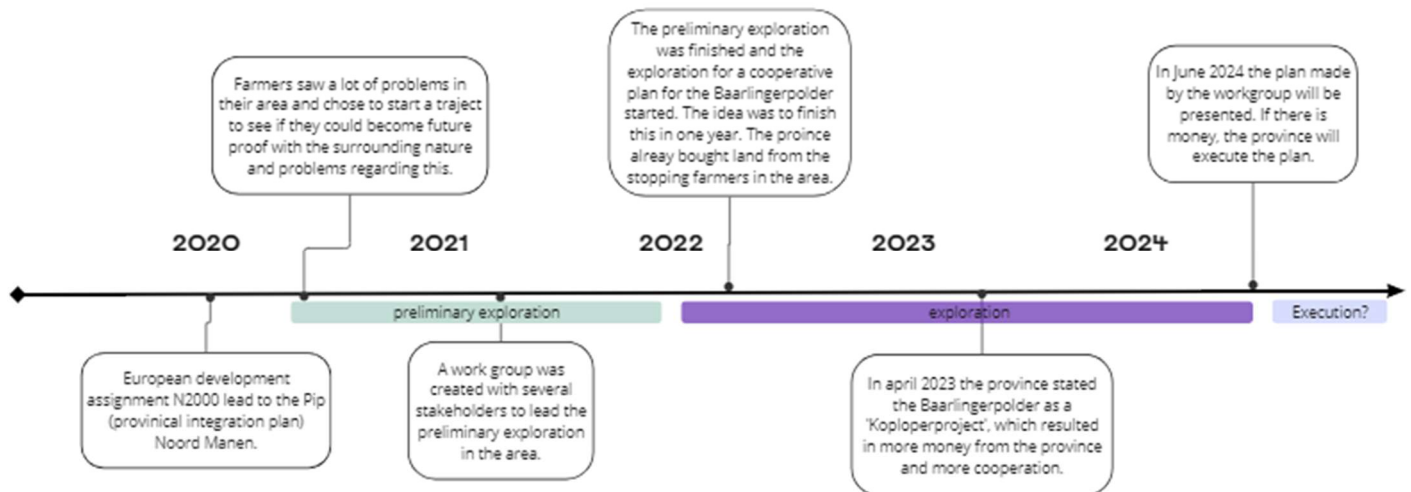 Farmers saw a lot of problems in
their area and chose to start a traject
to see if they could become future
proof with the surrounding nature
and problems regarding this.
The preliminary exploration
was finished and the
exploration for a cooperative
plan for the Baarlingerpolder
started. The idea was to finish
this in one year. The proince
alreay bought land from the
stopping farmers in the area.
In June 2024 the plan made
by the workgroup will be
presented. If there is
money, the province will
execute the plan.
2020 2021 2022 2023 2024
preliminary exploration exploration Execution?
European development
assignment N2000 lead to the Pip
(provinical integration plan)
Noord Manen.
A work group was
created with several
stakeholders to lead the
preliminary exploration
in the area.
In april 2023 the province stated
the Baarlingerpolder as a
'Koploperproject', which resulted
in more money from the province
and more cooperation.